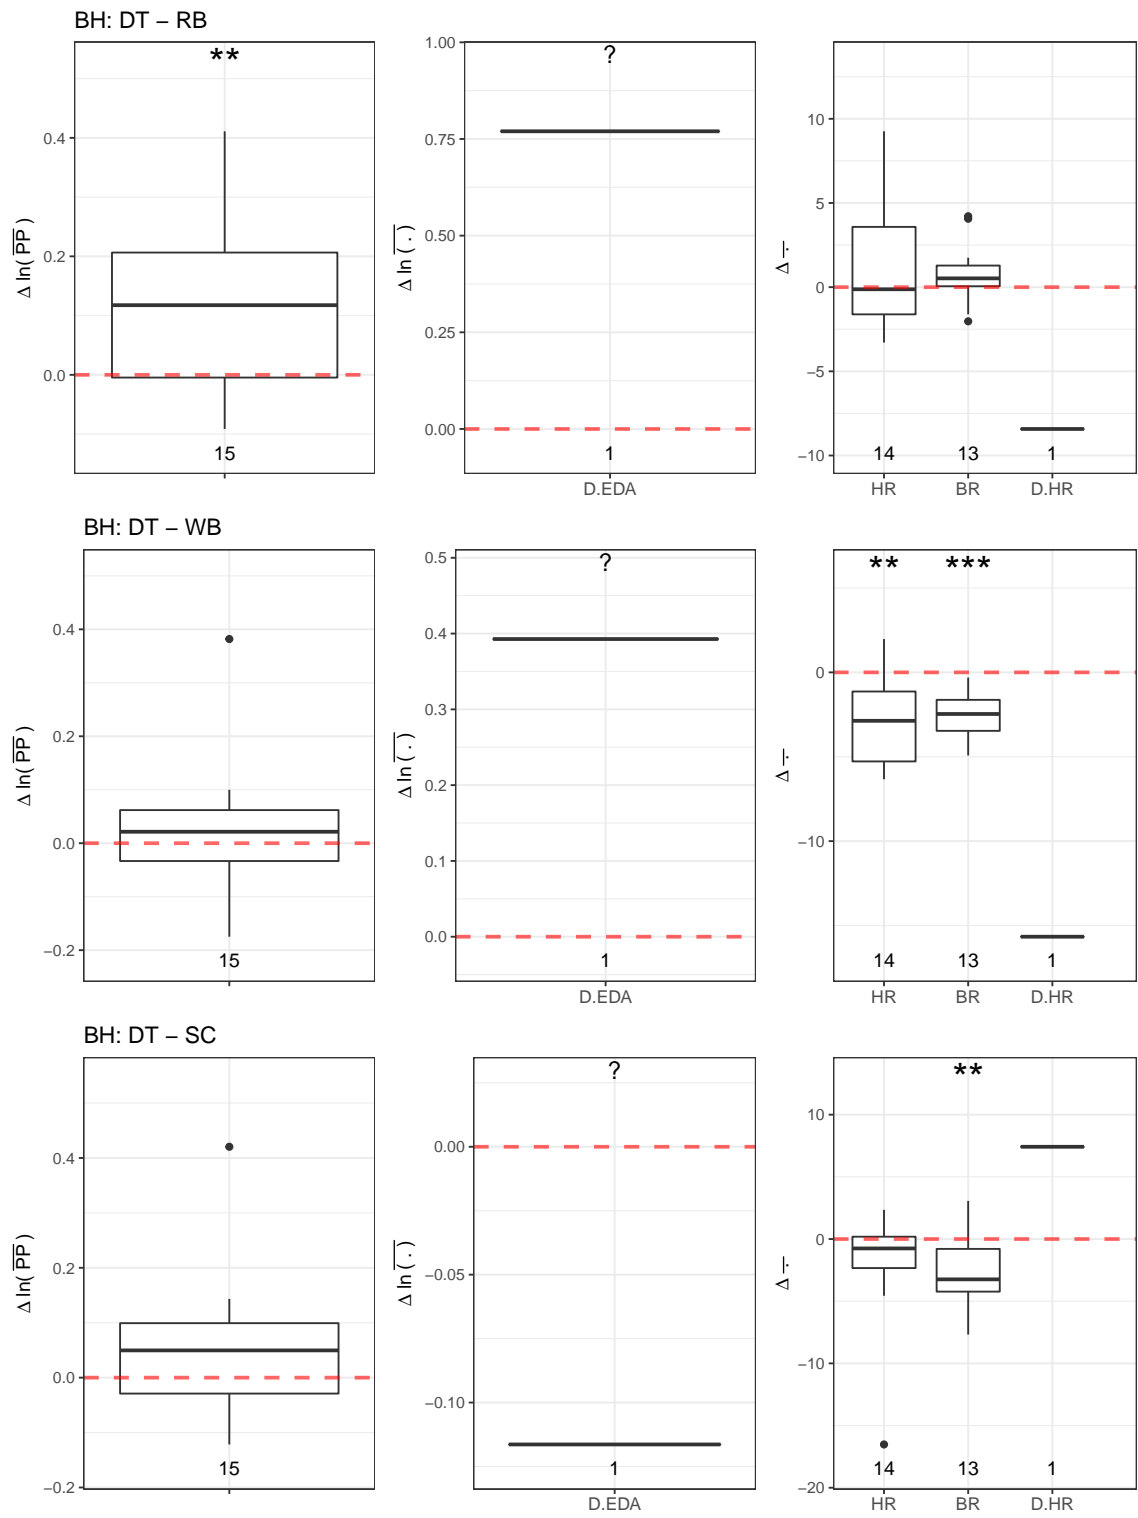 BH: DT − RB
Δ ln( PP )
0.4
0.2
0.0
**
15
Δ ln ( . )
1.00
0.75
0.50
0.25
0.00
?
1
D.EDA
Δ .
10
5
0
−5
−10
14 13 1
HR BR D.HR
BH: DT − WB
Δ ln( PP )
0.4
0.2
0.0
−0.2
15
Δ ln ( . )
0.5
0.4
0.3
0.2
0.1
0.0
?
1
D.EDA
Δ .
0
−10
** ***
14 13 1
HR BR D.HR
BH: DT − SC
Δ ln( PP )
0.4
0.2
0.0
−0.2
15
Δ ln ( . )
0.00
−0.05
−0.10
?
1
D.EDA
Δ .
10
0
−10
−20
**
14 13 1
HR BR D.HR